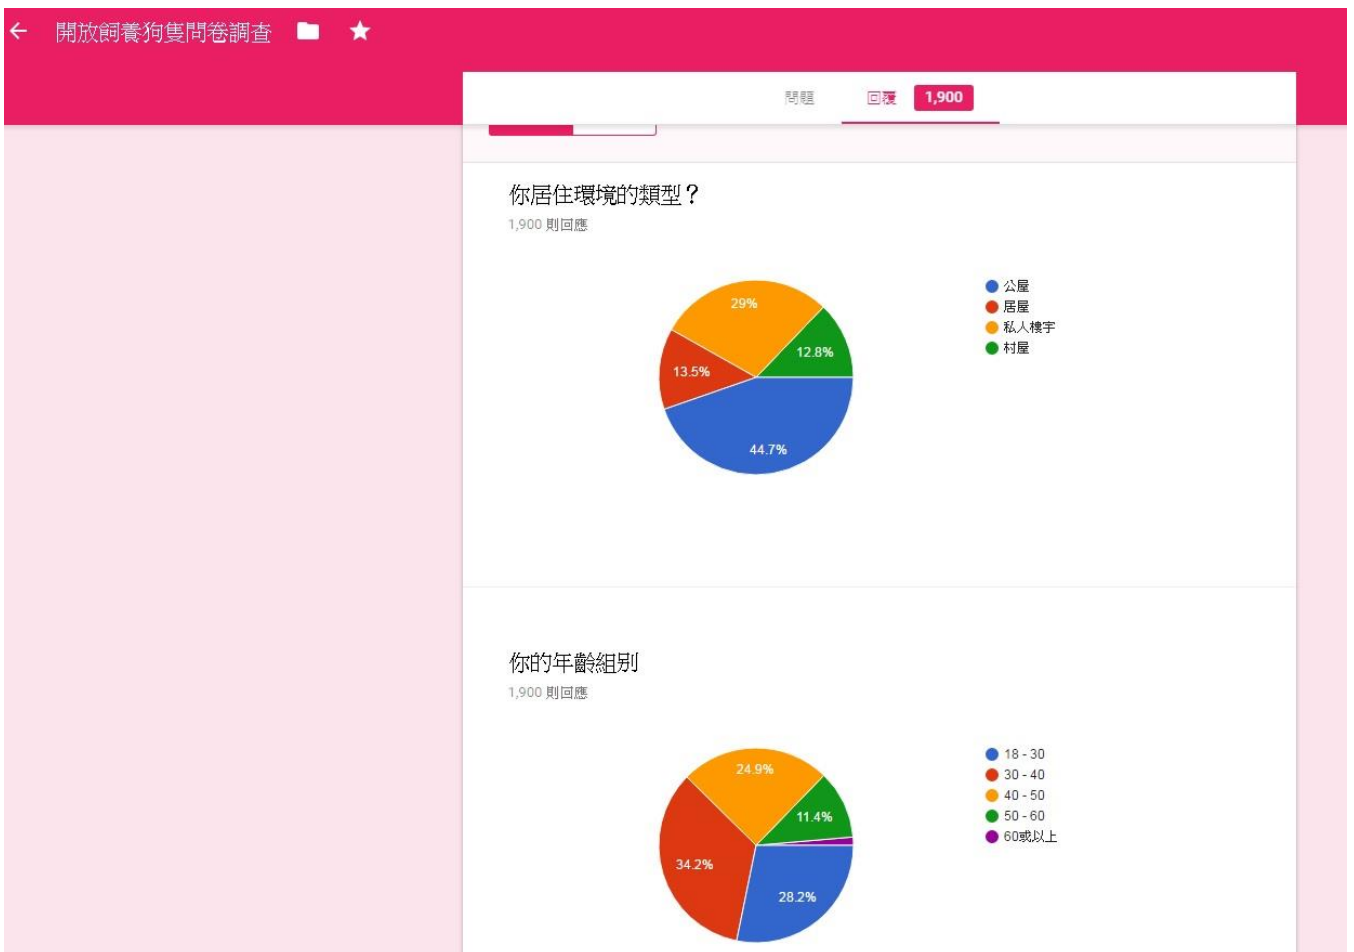 開放飼養狗隻問卷調查
問題 回覆 1,900
你居住環境的類型？
1,900 則回應
29%
12.8%
13.5%
44.7%
公屋
居屋
私人樓宇
村屋
你的年齡組別
1,900 則回應
24.9%
11.4%
34.2%
28.2%
18 - 30
30 - 40
40 - 50
50 - 60
60或以上